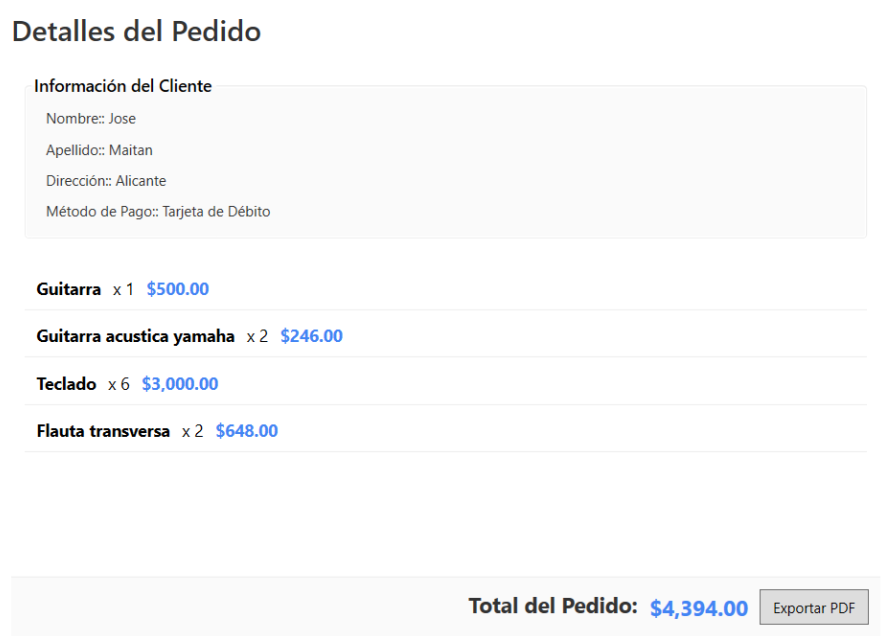 Detalles del Pedido
Información del Cliente
Nombre:: Jose
Apellido:: Maitan
Dirección:: Alicante
Método de Pago:: Tarjeta de Débito
Guitarra x 1 $500.00
Guitarra acustica yamaha x 2 $246.00
Teclado x 6 $3,000.00
Flauta transversa x 2 $648.00
Total del Pedido: $4,394.00 Exportar PDF